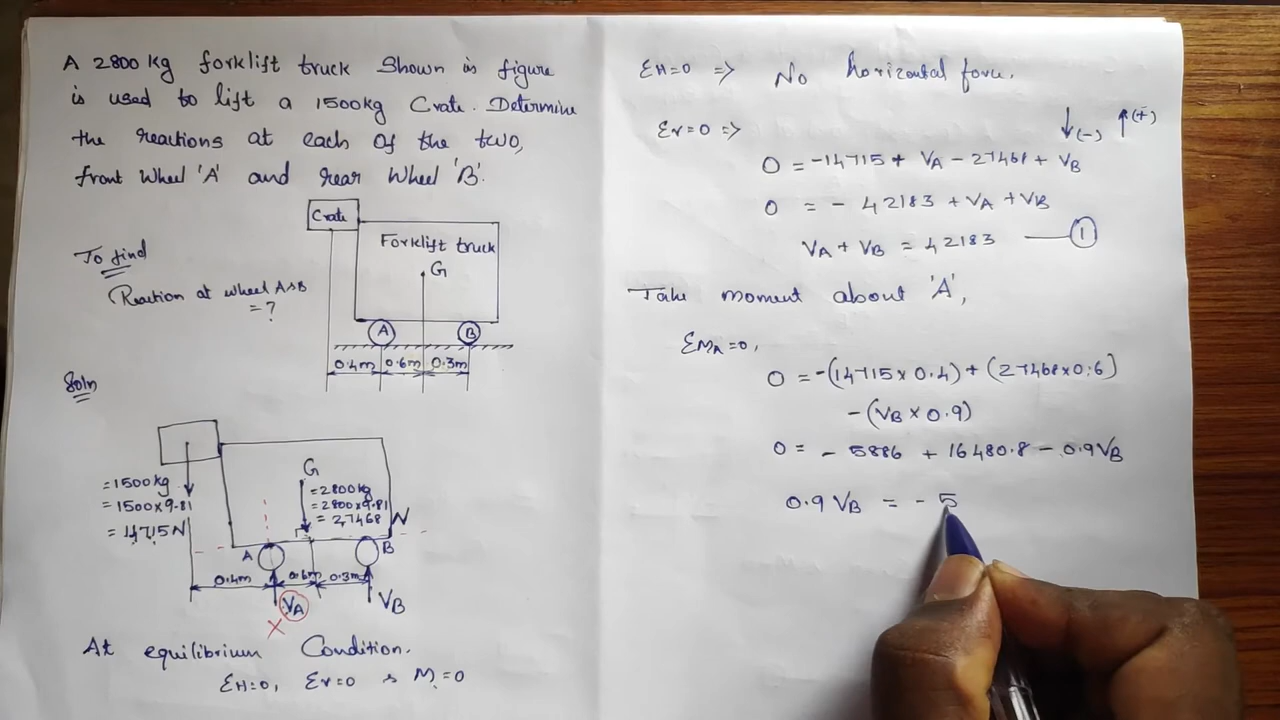 A 2800 kg forklift truck Shown in figure
is used to lift a 1500kg Crate. Determine
the reactions at each of the two,
front wheel 'A' and rear wheel 'B'.
To find
Reaction at wheel A & B
= ?
Crate
Forklift truck
G
A
B
0.4m 0.6m 0.3m
Soln
=1500kg
=1500x9.81
=14715N
G
=2800kg
=2800x9.81
=27468 N
A
B
0.4m 0.6m 0.3m
VA
VB
At equilibrium Condition.
ΣH=0, ΣV=0 & M=0
ΣH=0 => No horizontal force.
ΣV=0 =>
↓(-) ↑(+)
0 = -14715 + VA - 27468 + VB
0 = - 42183 + VA + VB
VA + VB = 42183 — 1
Take moment about 'A',
ΣMA=0,
0 = -(14715 x 0.4) + (27468x0.6)
-(VB x 0.9)
0 = - 5886 + 16480.8 - 0.9VB
0.9 VB = - 5